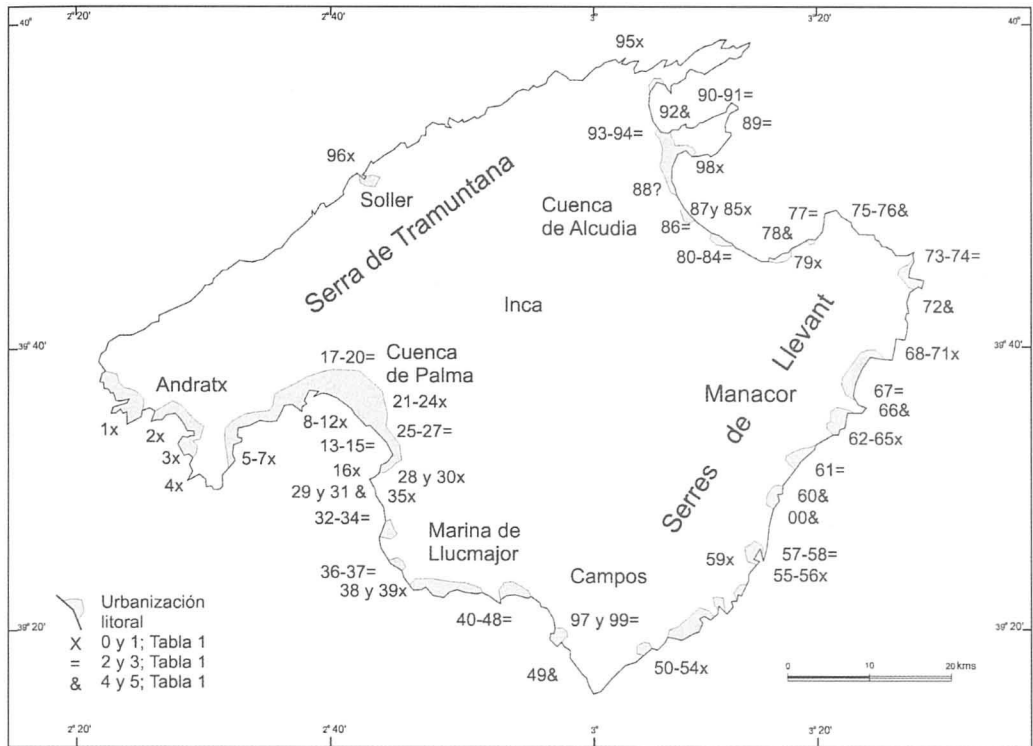 2° 20'
2° 40'
3°
3° 20'
40°
40°
95x
90-91=
92&
89=
93-94=
98x
96x
Soller
88?
Serra de Tramuntana
Cuenca
de Alcudia
87y 85x
86=
77=
75-76&
78&
80-84=
79x
73-74=
72&
Inca
39° 40'
39° 40'
17-20=
Cuenca
de Palma
68-71x
Andratx
21-24x
Serres de Llevant
Manacor
67=
66&
1x
2x
8-12x
25-27=
62-65x
3x
5-7x
13-15=
4x
16x
28 y 30x
61=
29 y 31 &
35x
60&
32-34=
00&
Marina de
Llucmajor
59x
57-58=
36-37=
Campos
55-56x
38 y 39x
Urbanización
litoral
40-48=
97 y 99=
X 0 y 1; Tabla 1
39° 20'
39° 20'
= 2 y 3; Tabla 1
& 4 y 5; Tabla 1
49&
50-54x
0 10 20 kms
2° 20'
2° 40'
3°
3° 20'